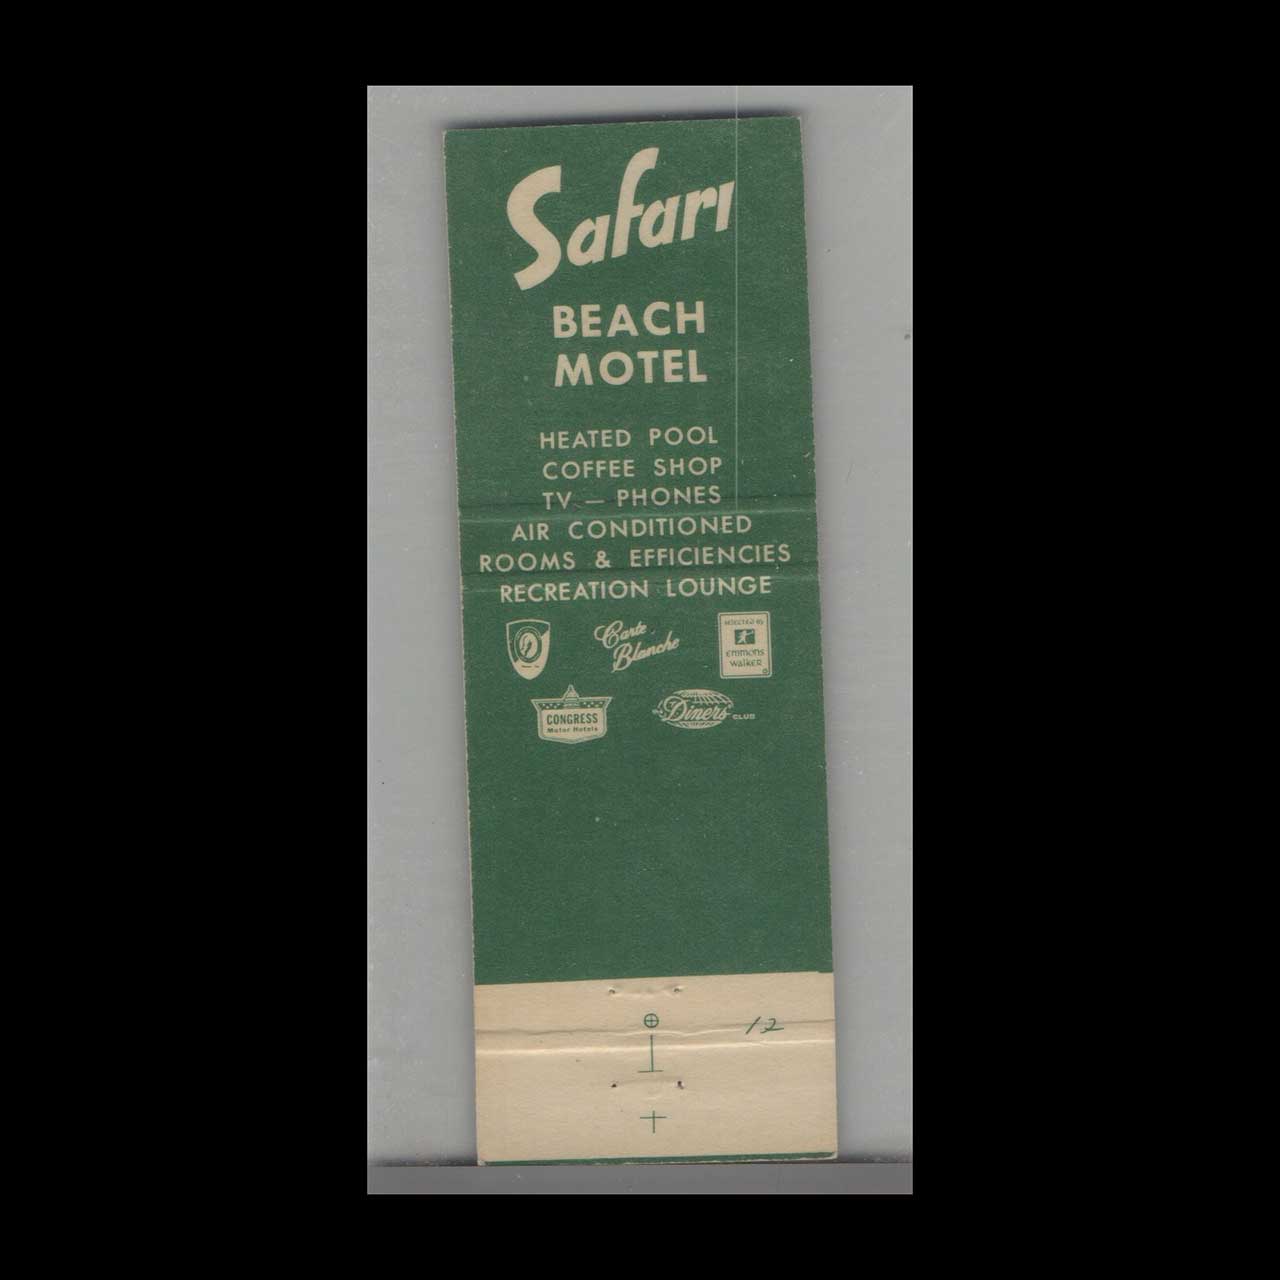 Safari
BEACH
MOTEL
HEATED POOL
COFFEE SHOP
TV — PHONES
AIR CONDITIONED
ROOMS & EFFICIENCIES
RECREATION LOUNGE
Carte
Blanche
SELECTED BY
EMMONS
WALKER
CONGRESS
Motor Hotels
the Diners' CLUB
12